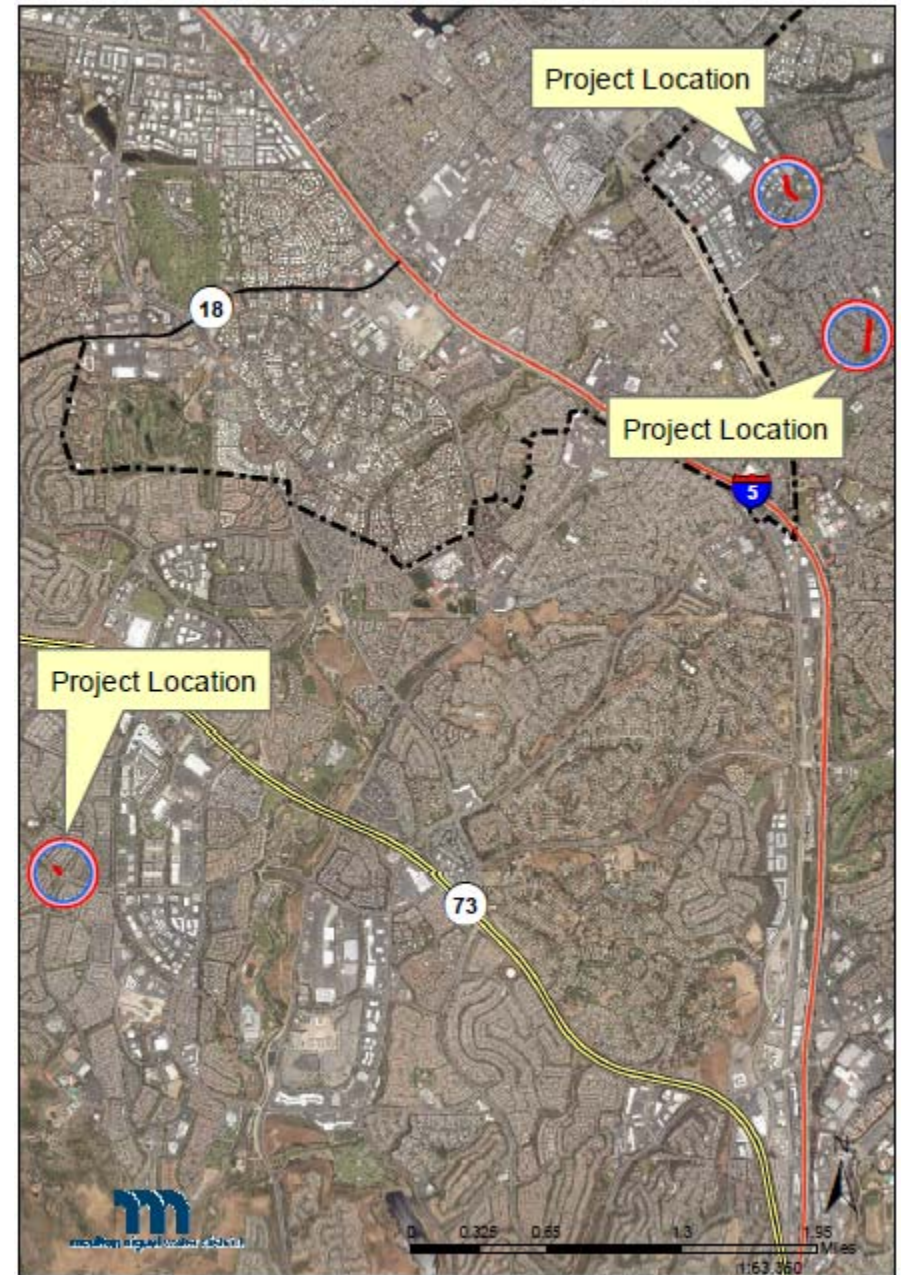 Project Location
18
Project Location
5
Project Location
73
N
moulton niguel water district
0 0.325 0.65 1.3 1.95
Miles
1:63,360